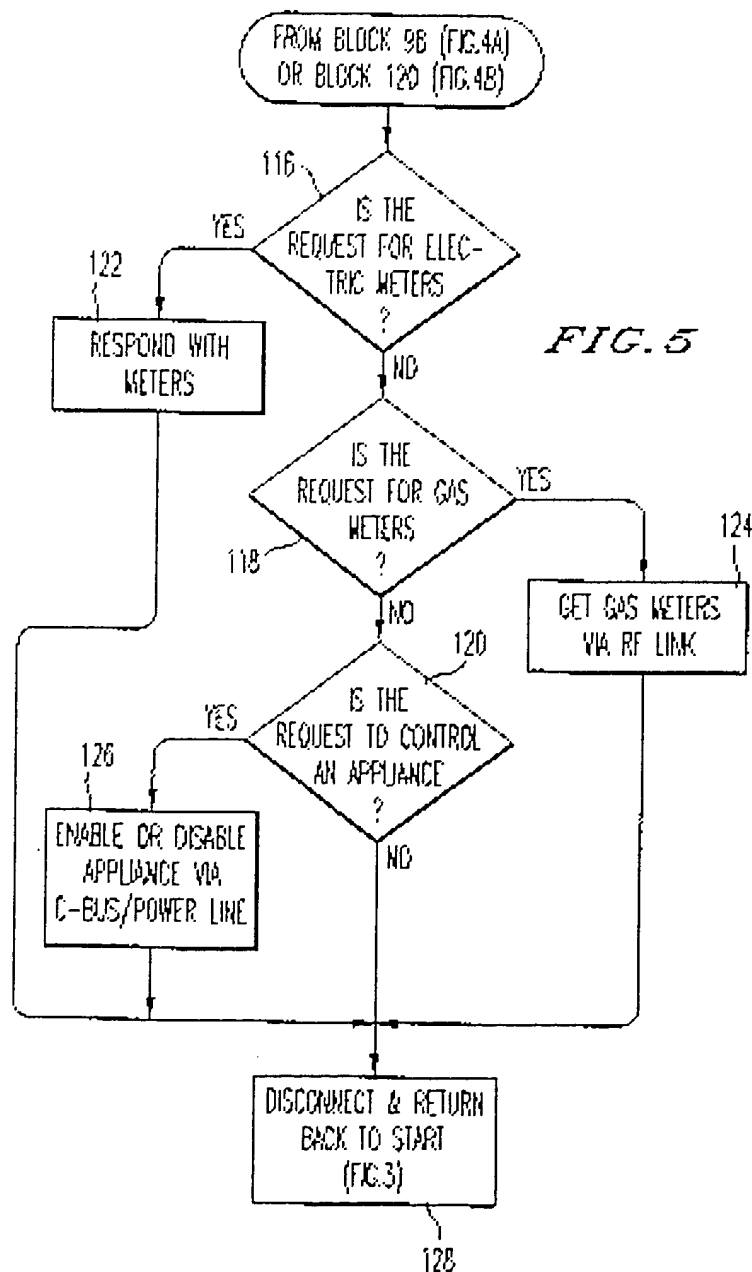 FROM BLOCK 98 (FIG.4A)
OR BLOCK 120 (FIG.4B)
116
IS THE
REQUEST FOR ELEC-
TRIC METERS
?
YES
NO
122
RESPOND WITH
METERS
FIG. 5
IS THE
REQUEST FOR GAS
METERS
?
118
YES
NO
124
GET GAS METERS
VIA RF LINK
120
IS THE
REQUEST TO CONTROL
AN APPLIANCE
?
YES
NO
126
ENABLE OR DISABLE
APPLIANCE VIA
C-BUS/POWER LINE
DISCONNECT & RETURN
BACK TO START
(FIG.3)
128